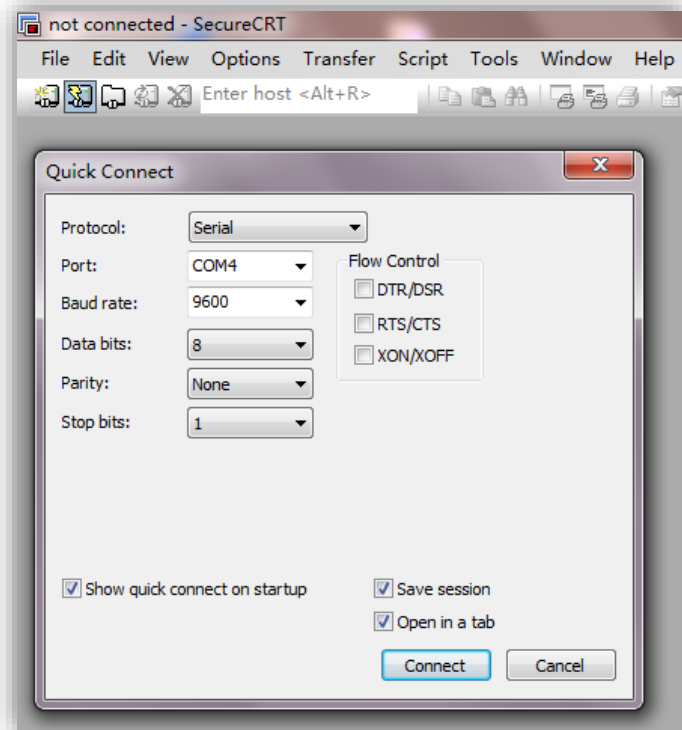 not connected - SecureCRT
File Edit View Options Transfer Script Tools Window Help
Enter host <Alt+R>
Quick Connect
Protocol: Serial
Port: COM4
Flow Control
DTR/DSR
Baud rate: 9600
RTS/CTS
Data bits: 8
XON/XOFF
Parity: None
Stop bits: 1
Show quick connect on startup
Save session
Open in a tab
Connect Cancel